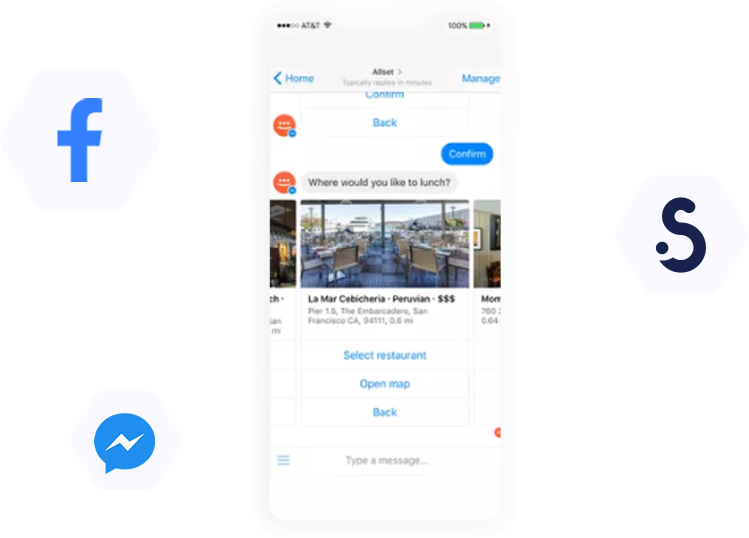 AT&T
100%
Home
Allset
Manage
Typically replies in minutes
Confirm
Back
Confirm
Where would you like to lunch?
ch ·
La Mar Cebicheria · Peruvian · $$$
Mom
Pier 1.5, The Embarcadero, San
Francisco CA, 94111, 0.6 mi
an
mi
760
0.64
Select restaurant
Open map
Back
Type a message...